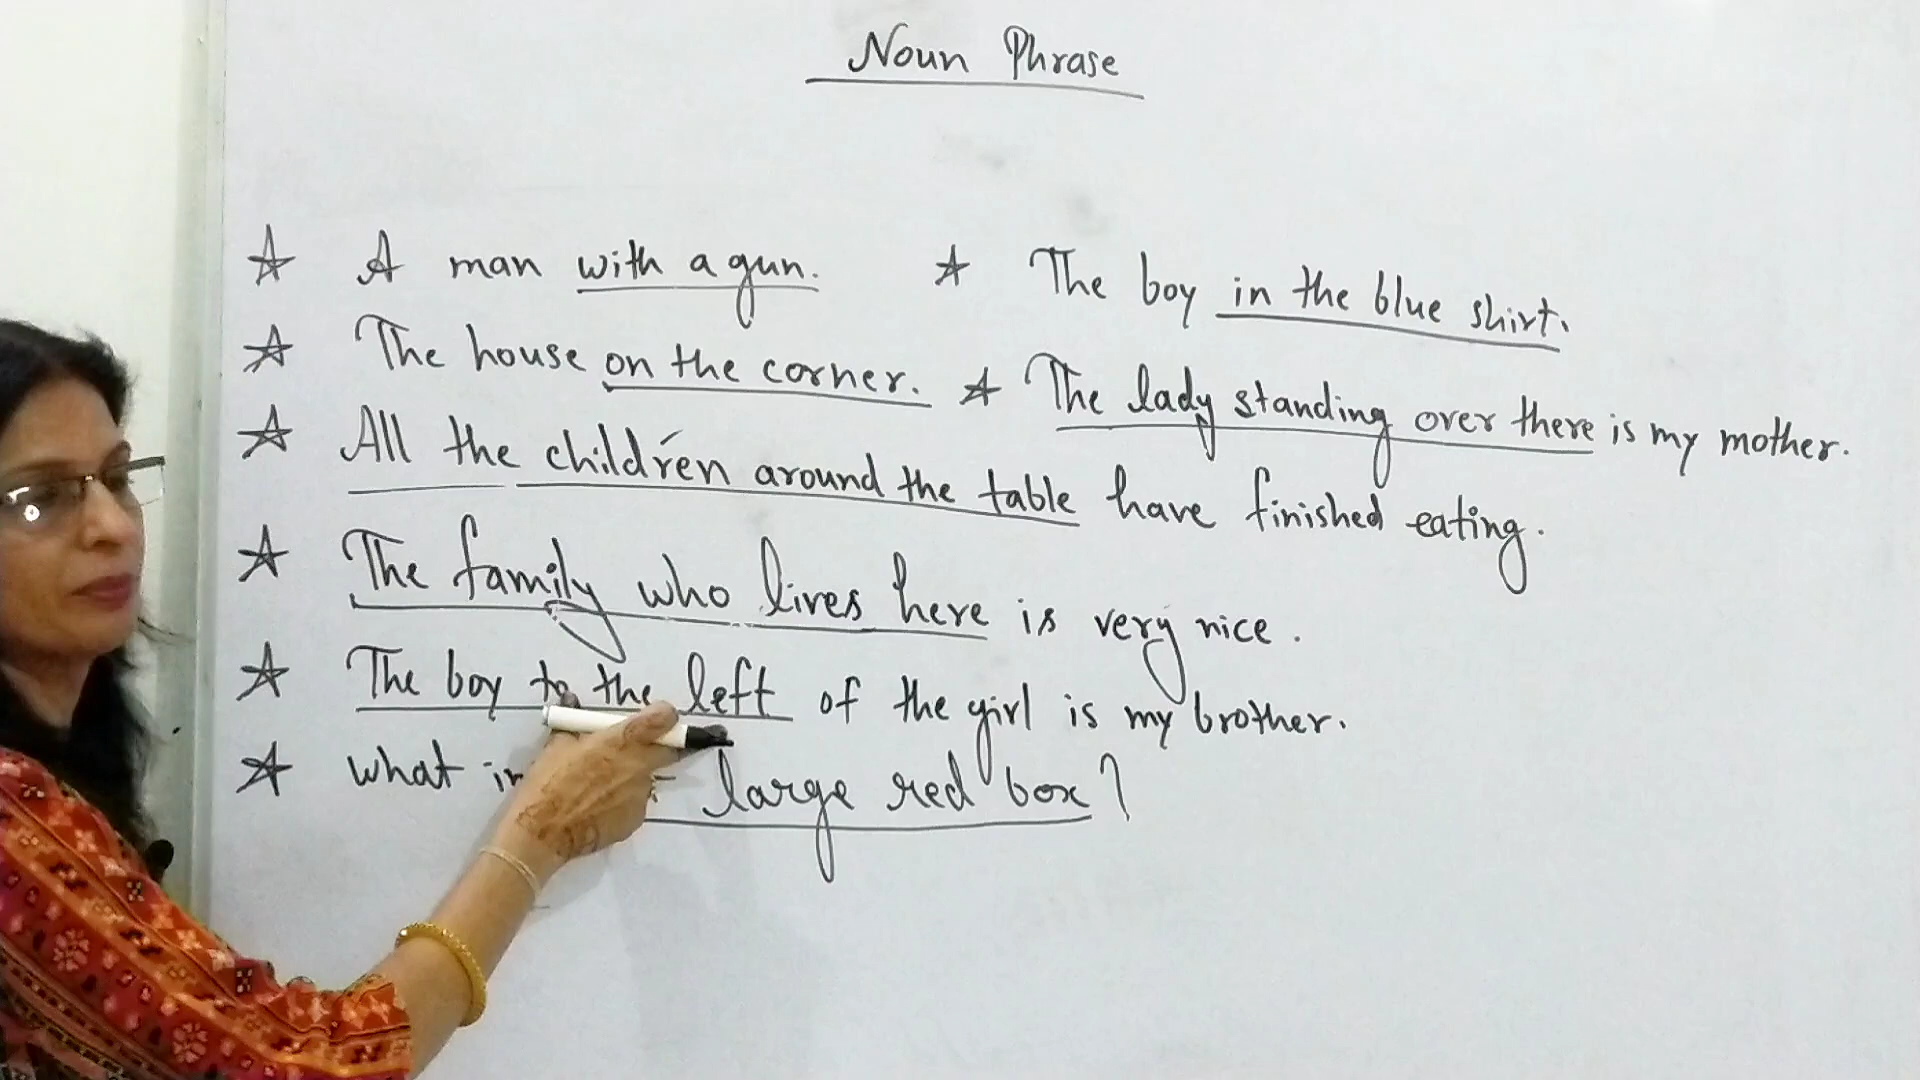 Noun Phrase
☆ A man with a gun. ☆ The boy in the blue shirt.
☆ The house on the corner. ☆ The lady standing over there is my mother.
☆ All the children around the table have finished eating.
☆ The family who lives here is very nice.
☆ The boy to the left of the girl is my brother.
☆ what large red box?